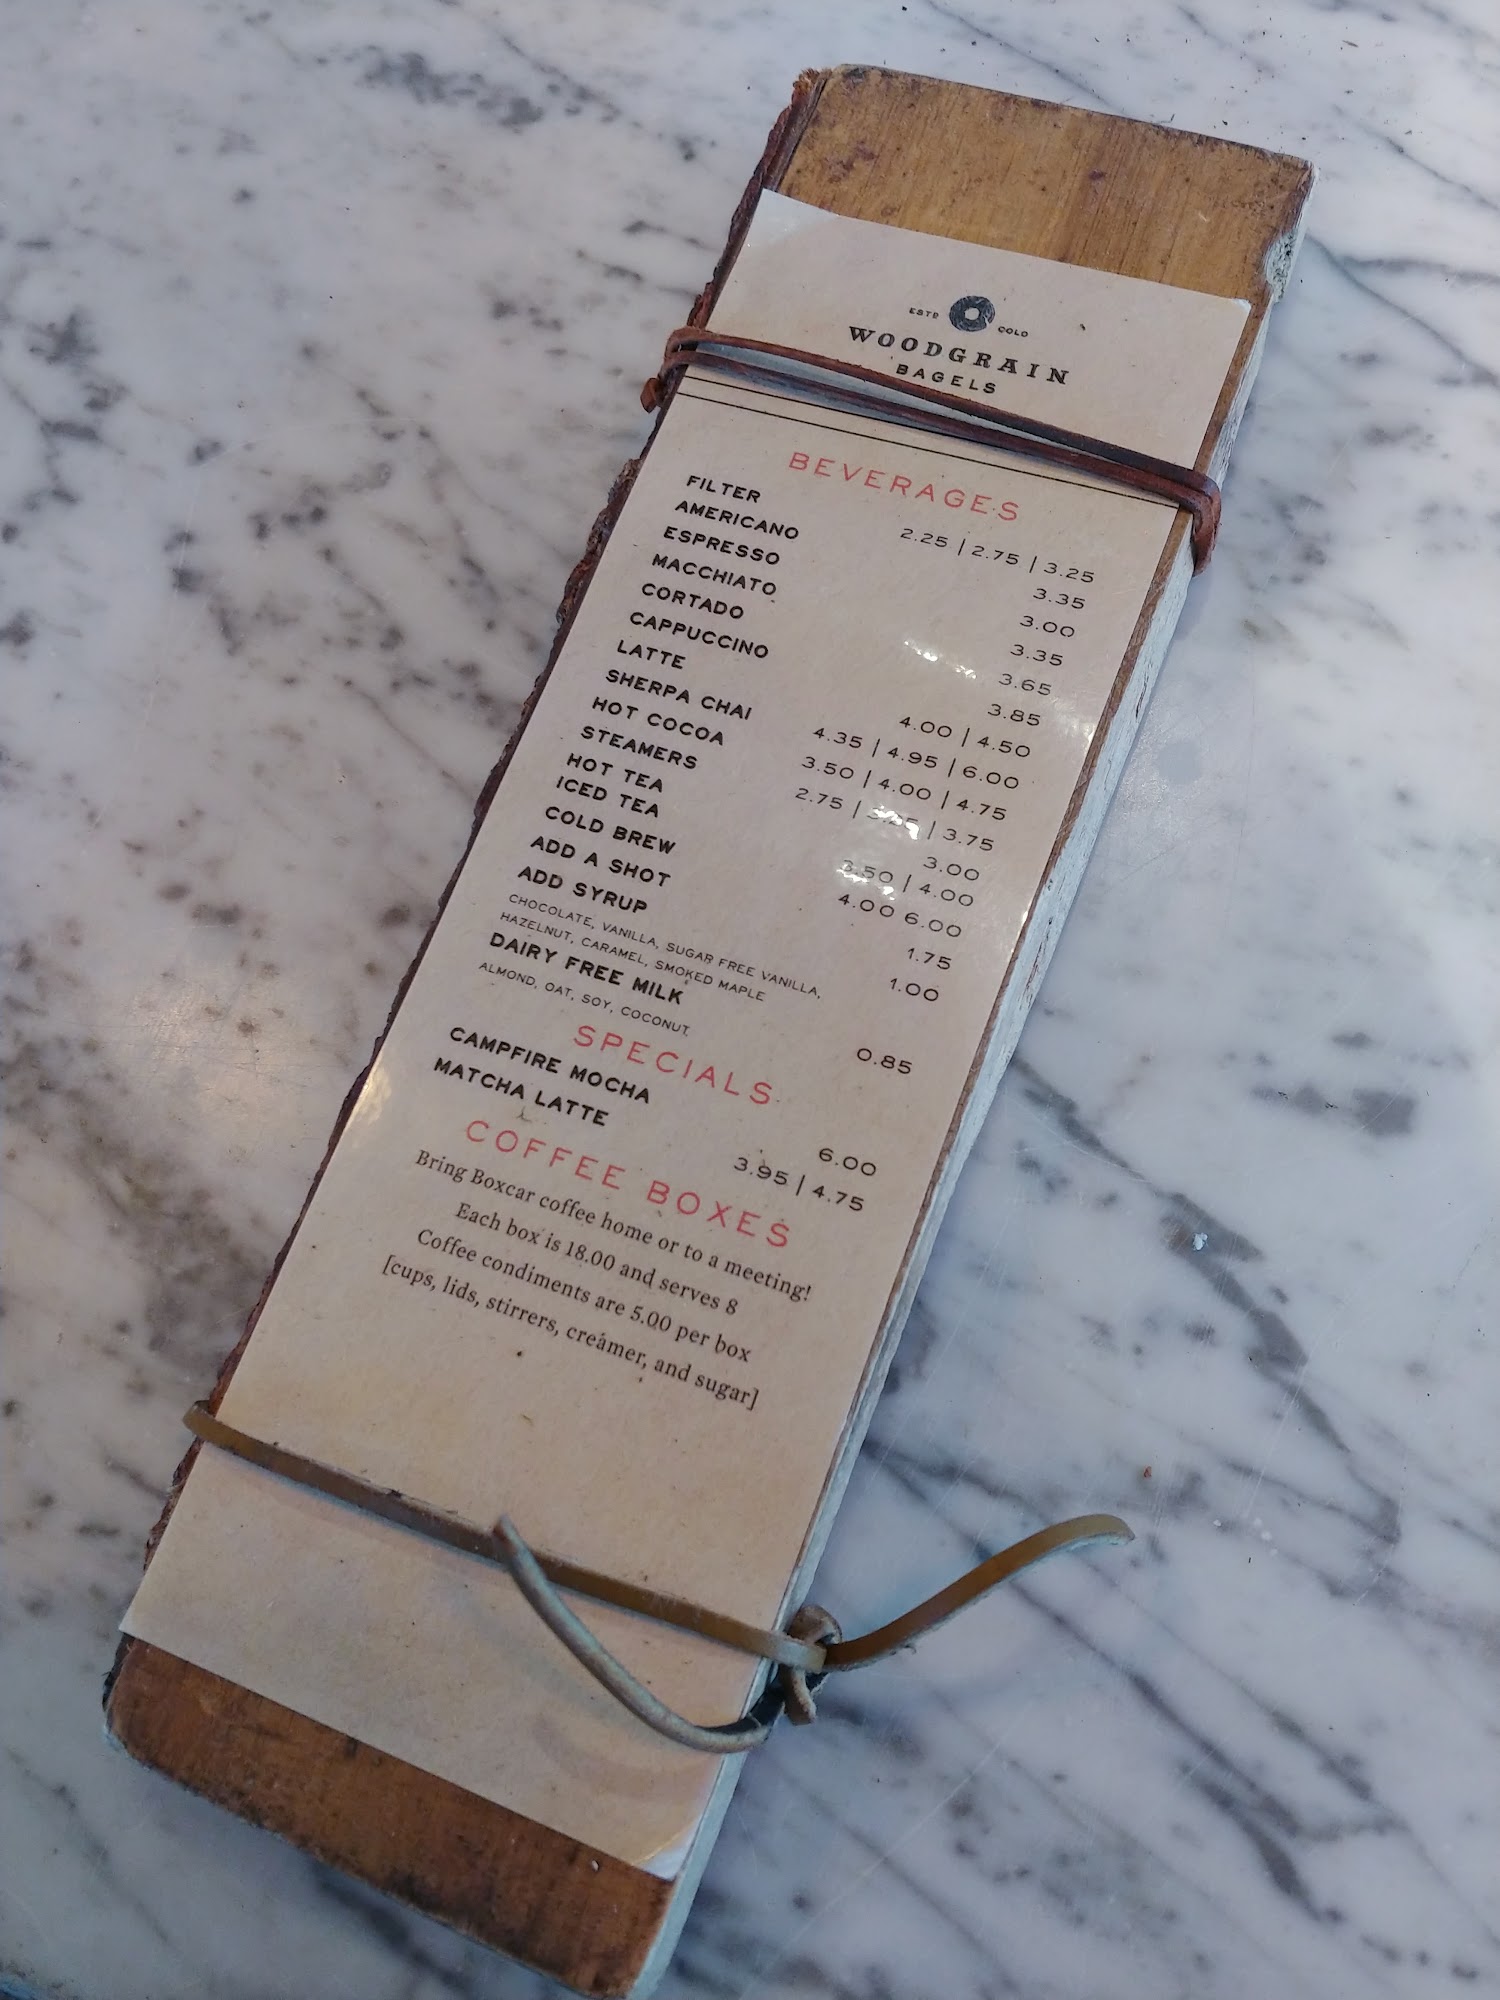 ESTD COLO
WOODGRAIN
BAGELS
BEVERAGES
FILTER 2.25 | 2.75 | 3.25
AMERICANO 3.35
ESPRESSO 3.00
MACCHIATO 3.35
CORTADO 3.65
CAPPUCCINO 3.85
LATTE 4.00 | 4.50
SHERPA CHAI 4.35 | 4.95 | 6.00
HOT COCOA 3.50 | 4.00 | 4.75
STEAMERS 2.75 | 3.25 | 3.75
HOT TEA 3.00
ICED TEA 3.50 | 4.00
COLD BREW 4.00 6.00
ADD A SHOT 1.75
ADD SYRUP 1.00
CHOCOLATE, VANILLA, SUGAR FREE VANILLA,
HAZELNUT, CARAMEL, SMOKED MAPLE
DAIRY FREE MILK 0.85
ALMOND, OAT, SOY, COCONUT
SPECIALS
CAMPFIRE MOCHA 6.00
MATCHA LATTE 3.95 | 4.75
COFFEE BOXES
Bring Boxcar coffee home or to a meeting!
Each box is 18.00 and serves 8
Coffee condiments are 5.00 per box
[cups, lids, stirrers, creamer, and sugar]